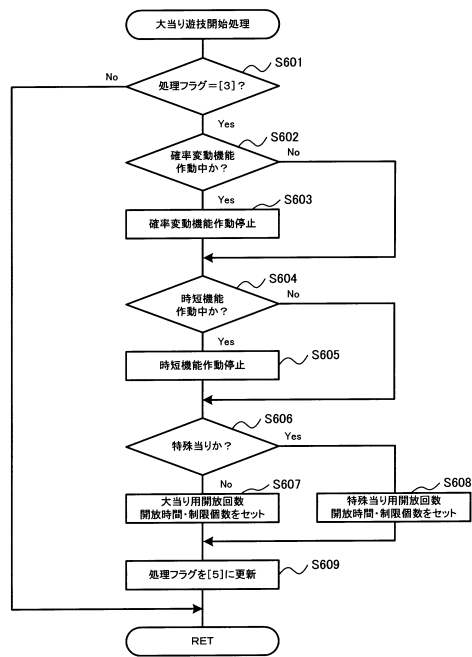 大当り遊技開始処理
S601
No
処理フラグ＝[３]？
Yes
S602
確率変動機能
作動中か？
No
Yes
S603
確率変動機能作動停止
S604
時短機能
作動中か？
No
Yes
S605
時短機能作動停止
S606
特殊当りか？
Yes
No
S607
大当り用開放回数
開放時間・制限個数をセット
S608
特殊当り用開放回数
開放時間・制限個数をセット
S609
処理フラグを[５]に更新
RET